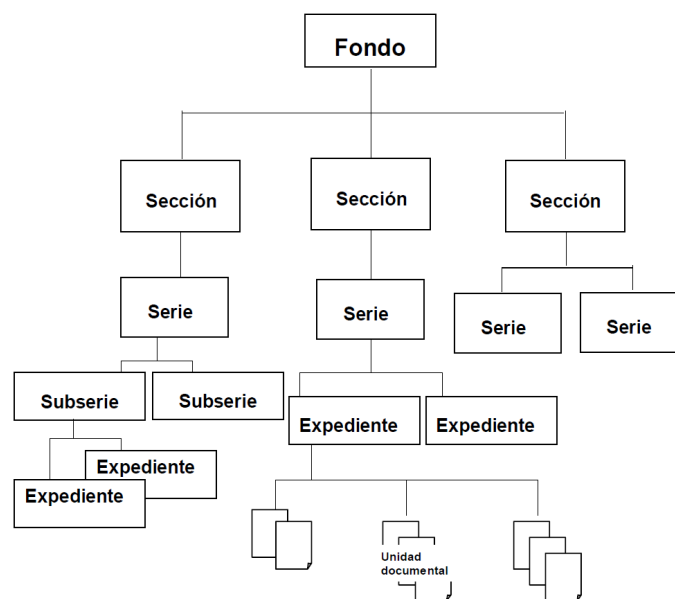 Fondo
Sección
Sección
Sección
Serie
Serie
Serie
Serie
Subserie
Subserie
Expediente
Expediente
Expediente
Expediente
Unidad
documental